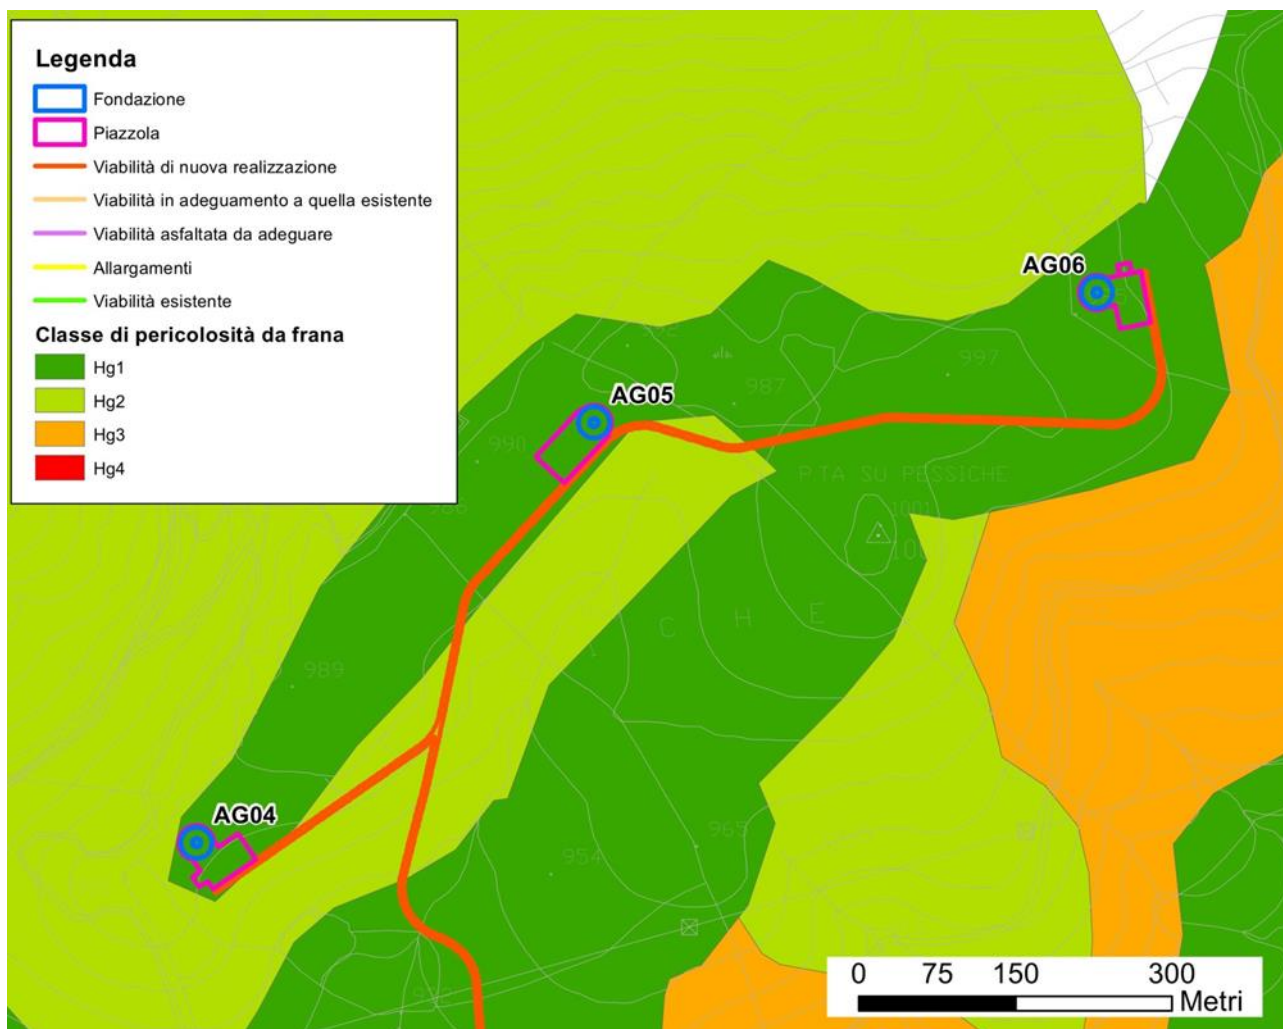 Legenda
Fondazione
Piazzola
Viabilità di nuova realizzazione
Viabilità in adeguamento a quella esistente
Viabilità asfaltata da adeguare
Allargamenti
Viabilità esistente
Classe di pericolosità da frana
Hg1
Hg2
Hg3
Hg4
AG06
997
987
AG05
990
P.TA SU PESSICHE
1001
C H E
989
AG04
965
954
0 75 150 300
Metri